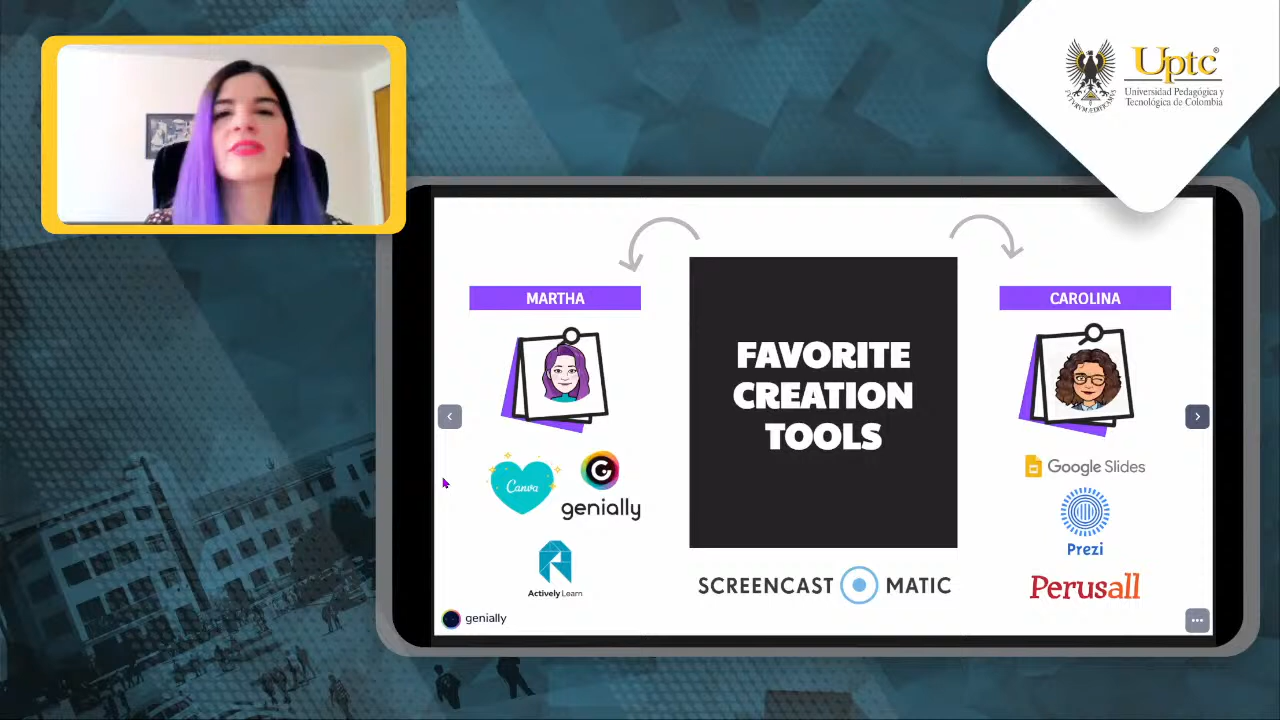 Uptc®
Universidad Pedagógica y
Tecnológica de Colombia
MARTHA
CAROLINA
FAVORITE
CREATION
TOOLS
Canva
genially
Actively Learn
Google Slides
Prezi
Perusall
SCREENCAST MATIC
genially